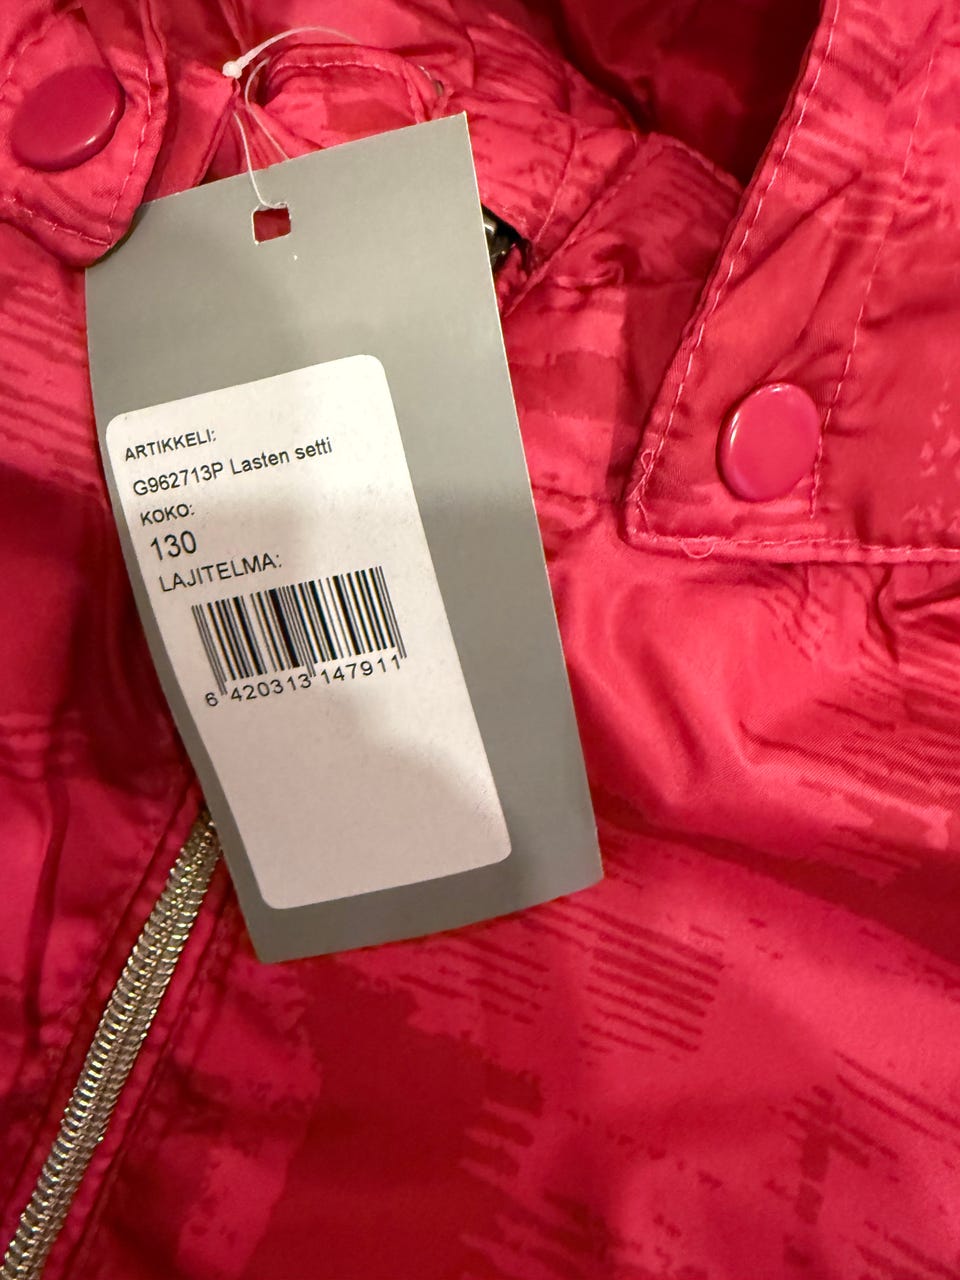 ARTIKKELI:
G962713P Lasten setti
KOKO:
130
LAJITELMA:
6 420313 147911